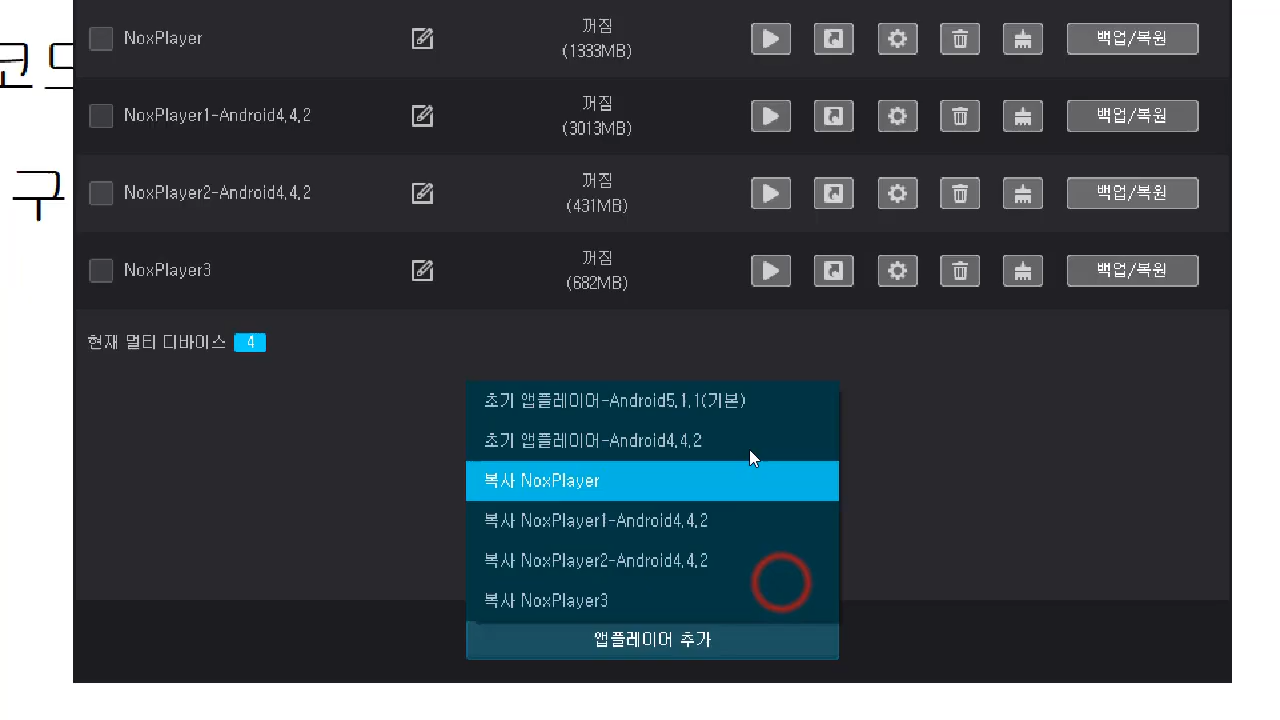 코드
구
NoxPlayer
꺼짐
(1333MB)
백업/복원
NoxPlayer1-Android4.4.2
꺼짐
(3013MB)
백업/복원
NoxPlayer2-Android4.4.2
꺼짐
(431MB)
백업/복원
NoxPlayer3
꺼짐
(682MB)
백업/복원
현재 멀티 디바이스 4
초기 앱플레이어-Android5.1.1(기본)
초기 앱플레이어-Android4.4.2
복사 NoxPlayer
복사 NoxPlayer1-Android4.4.2
복사 NoxPlayer2-Android4.4.2
복사 NoxPlayer3
앱플레이어 추가